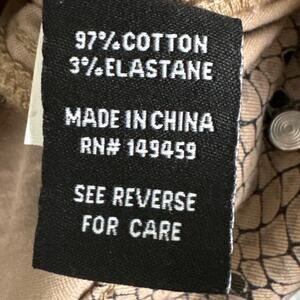 97% COTTON
3% ELASTANE
MADE IN CHINA
RN# 149459
SEE REVERSE
FOR CARE